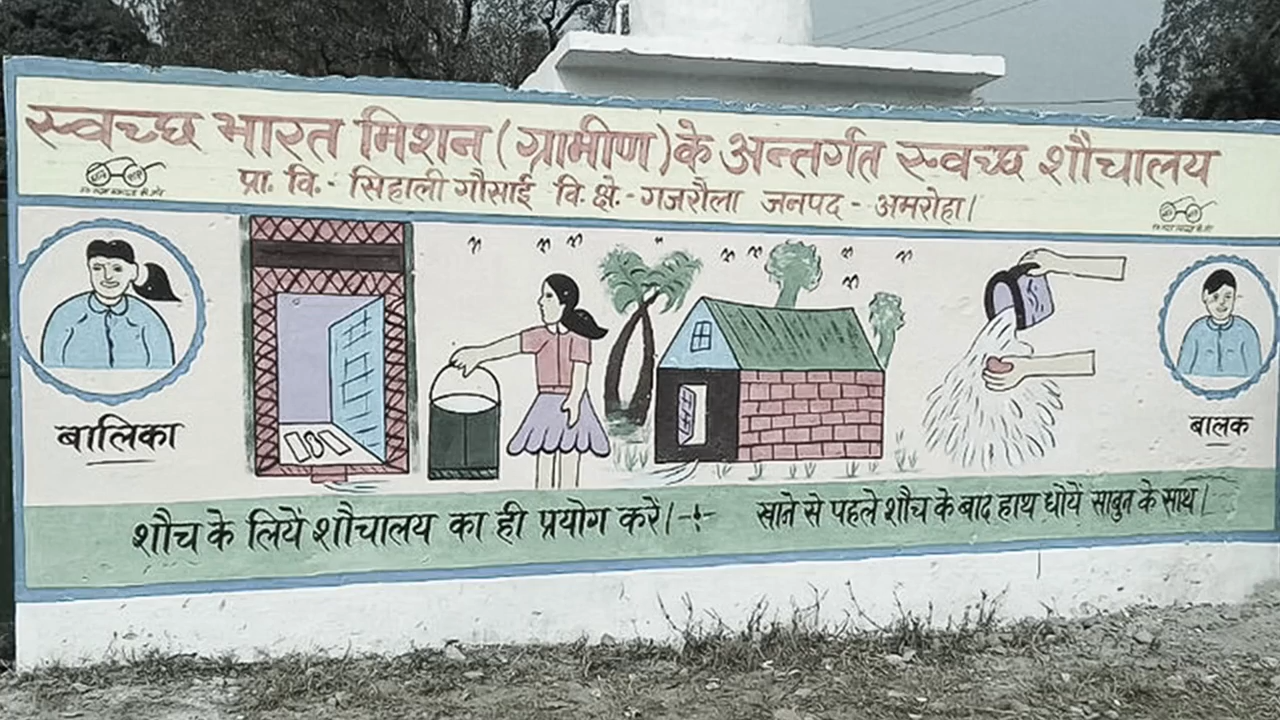 स्वच्छ भारत मिशन (ग्रामीण) के अन्तर्गत स्वच्छ शौचालय
प्रा. वि.- सिहाली गौसाई वि. क्षे.- गजरौला जनपद - अमरोहा।
बालिका
बालक
शौच के लियें शौचालय का ही प्रयोग करें। -:- खाने से पहले शौच के बाद हाथ धोयें साबुन के साथ।